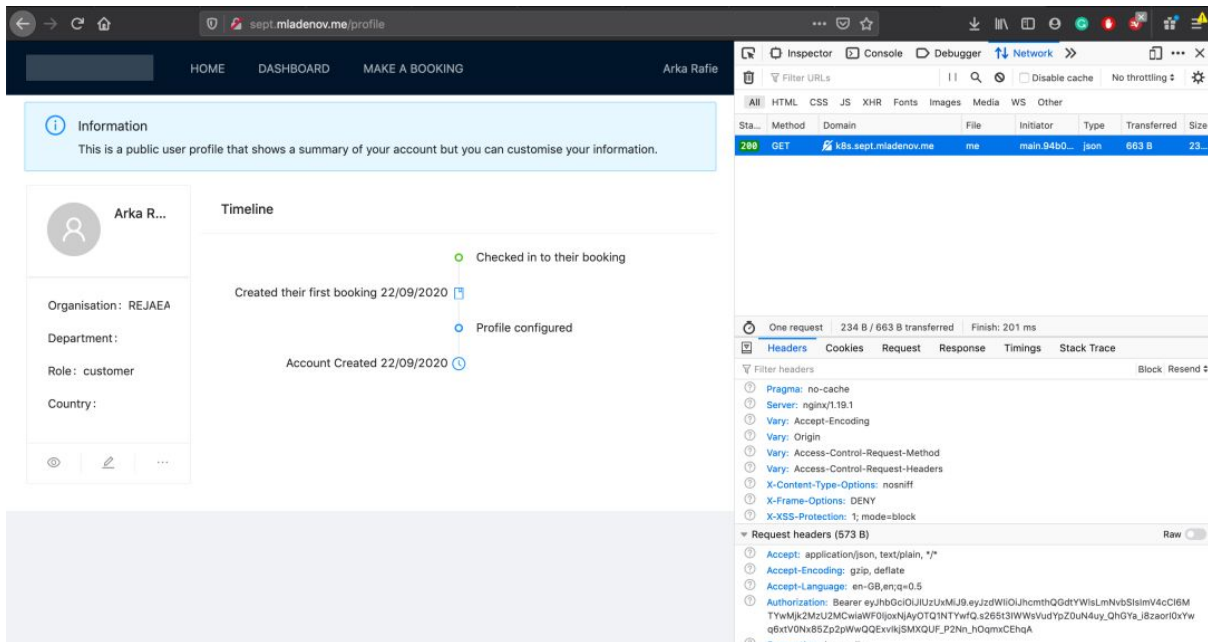 sept.mladenov.me/profile
HOME DASHBOARD MAKE A BOOKING Arka Rafie
Information
This is a public user profile that shows a summary of your account but you can customise your information.
Arka R...
Organisation: REJAEA
Department:
Role: customer
Country:
Timeline
Checked in to their booking
Created their first booking 22/09/2020
Profile configured
Account Created 22/09/2020
Inspector Console Debugger Network
Filter URLs Disable cache No throttling
All HTML CSS JS XHR Fonts Images Media WS Other
Sta... Method Domain File Initiator Type Transferred Size
200 GET k8s.sept.mladenov.me me main.94b0... json 663 B 23...
One request 234 B / 663 B transferred Finish: 201 ms
Headers Cookies Request Response Timings Stack Trace
Filter headers Block Resend
Pragma: no-cache
Server: nginx/1.19.1
Vary: Accept-Encoding
Vary: Origin
Vary: Access-Control-Request-Method
Vary: Access-Control-Request-Headers
X-Content-Type-Options: nosniff
X-Frame-Options: DENY
X-XSS-Protection: 1; mode=block
Request headers (573 B) Raw
Accept: application/json, text/plain, */*
Accept-Encoding: gzip, deflate
Accept-Language: en-GB,en;q=0.5
Authorization: Bearer